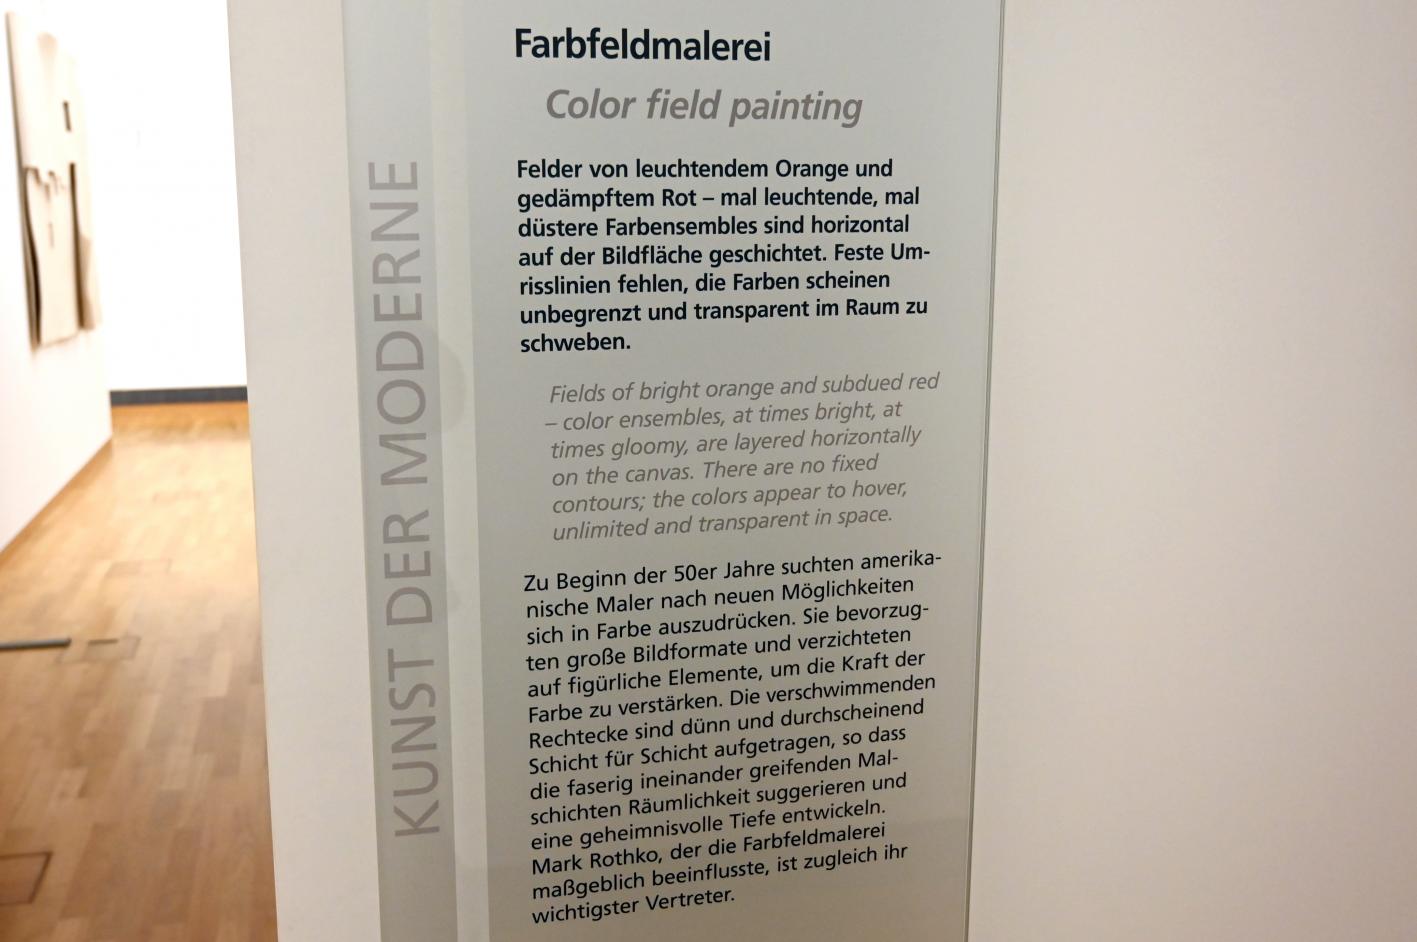 KUNST DER MODERNE
Farbfeldmalerei
Color field painting
Felder von leuchtendem Orange und
gedämpftem Rot – mal leuchtende, mal
düstere Farbensembles sind horizontal
auf der Bildfläche geschichtet. Feste Um-
risslinien fehlen, die Farben scheinen
unbegrenzt und transparent im Raum zu
schweben.
Fields of bright orange and subdued red
– color ensembles, at times bright, at
times gloomy, are layered horizontally
on the canvas. There are no fixed
contours; the colors appear to hover,
unlimited and transparent in space.
Zu Beginn der 50er Jahre suchten amerika-
nische Maler nach neuen Möglichkeiten
sich in Farbe auszudrücken. Sie bevorzug-
ten große Bildformate und verzichteten
auf figürliche Elemente, um die Kraft der
Farbe zu verstärken. Die verschwimmenden
Rechtecke sind dünn und durchscheinend
Schicht für Schicht aufgetragen, so dass
die faserig ineinander greifenden Mal-
schichten Räumlichkeit suggerieren und
eine geheimnisvolle Tiefe entwickeln.
Mark Rothko, der die Farbfeldmalerei
maßgeblich beeinflusste, ist zugleich ihr
wichtigster Vertreter.